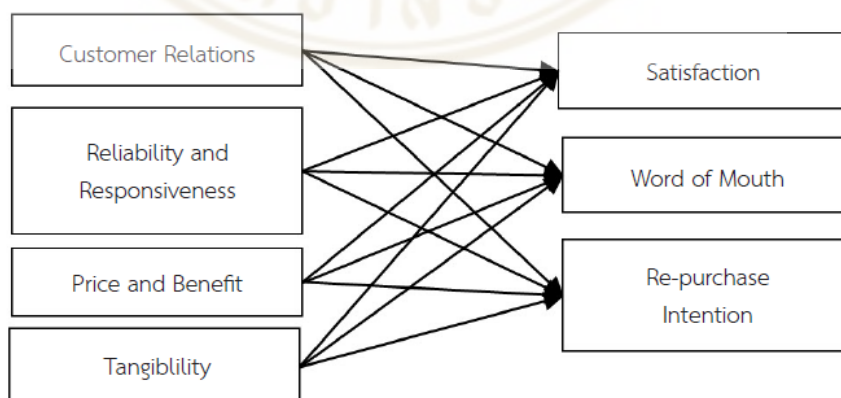 Customer Relations
Reliability and
Responsiveness
Price and Benefit
Tangiblility
Satisfaction
Word of Mouth
Re-purchase
Intention